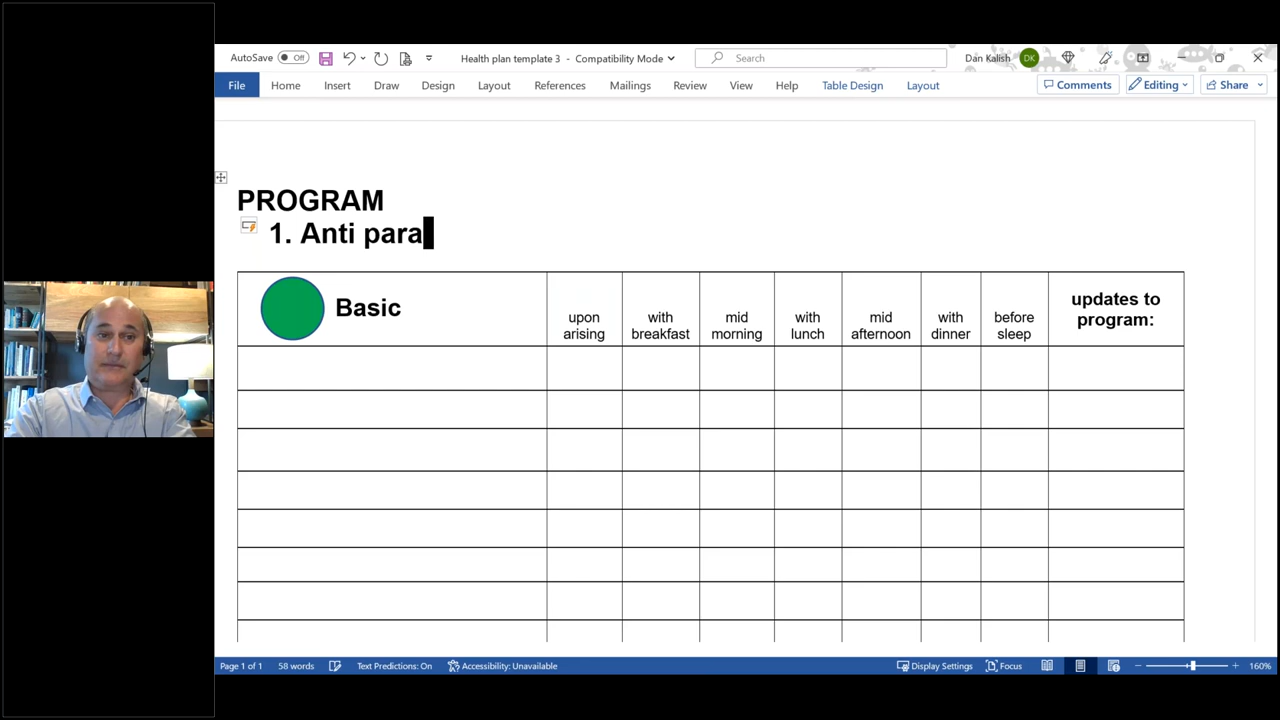 AutoSave Off
Health plan template 3 - Compatibility Mode
Search
Dan Kalish DK
File Home Insert Draw Design Layout References Mailings Review View Help Table Design Layout
Comments Editing Share
PROGRAM
1. Anti para
Basic
upon arising
with breakfast
mid morning
with lunch
mid afternoon
with dinner
before sleep
updates to program:
Page 1 of 1 58 words Text Predictions: On Accessibility: Unavailable Display Settings Focus 160%